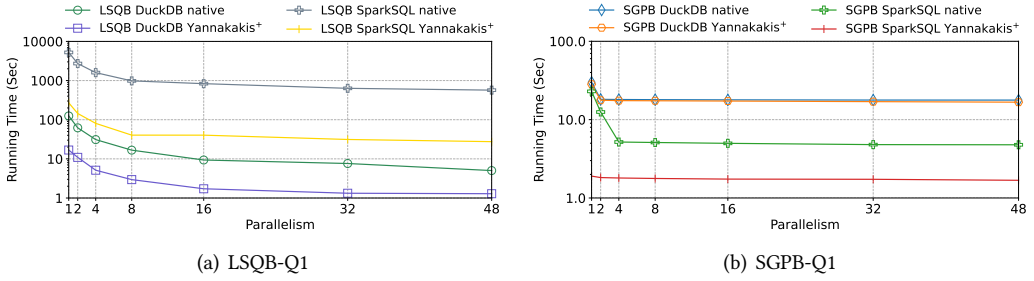 LSQB DuckDB native
LSQB SparkSQL native
LSQB DuckDB Yannakakis+
LSQB SparkSQL Yannakakis+
10000
1000
100
10
1
Running Time (Sec)
1 2 4 8 16 32 48
Parallelism
(a) LSQB-Q1
SGPB DuckDB native
SGPB SparkSQL native
SGPB DuckDB Yannakakis+
SGPB SparkSQL Yannakakis+
100.0
10.0
1.0
Running Time (Sec)
1 2 4 8 16 32 48
Parallelism
(b) SGPB-Q1